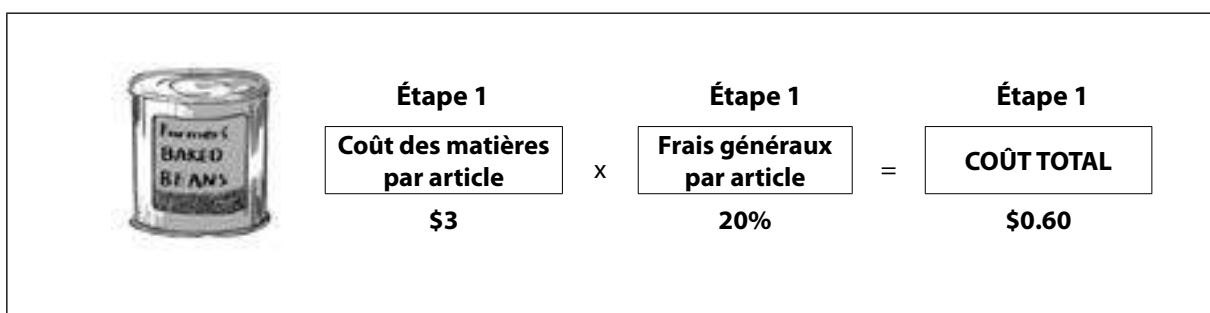 Farmers
BAKED
BEANS
Étape 1
Coût des matières
par article
$3
x
Étape 1
Frais généraux
par article
20%
=
Étape 1
COÛT TOTAL
$0.60